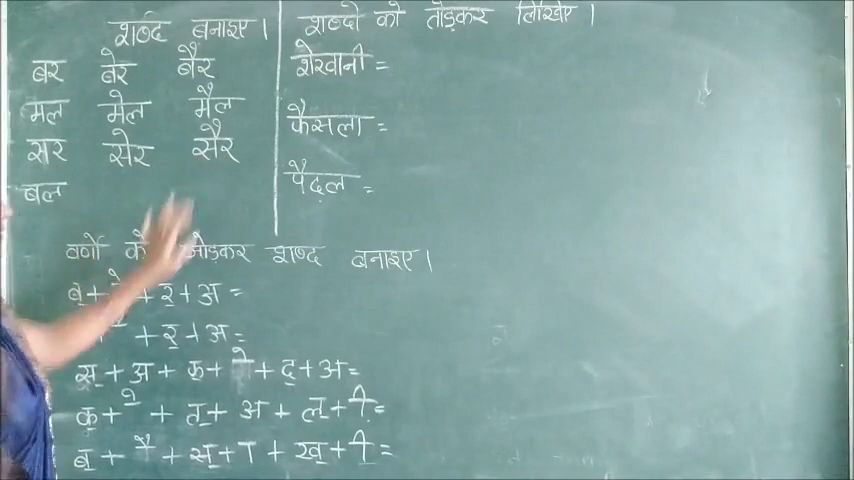 शब्द बनाइए।
बर बेर बैर
मल मेल मैल
सर सेर सैर
बल
शब्दो को तोड़कर लिखिए।
शेरवानी =
फैसला =
पैदल =
वर्णो जोड़कर शब्द बनाइए।
ब्+ े + र्+अ =
+ र्+अ =
स्+अ+क्+ + द्+अ=
क्+ े + त्+ अ + ल्+ ी =
ब्+ ै + स्+ ा + ख्+ ी =